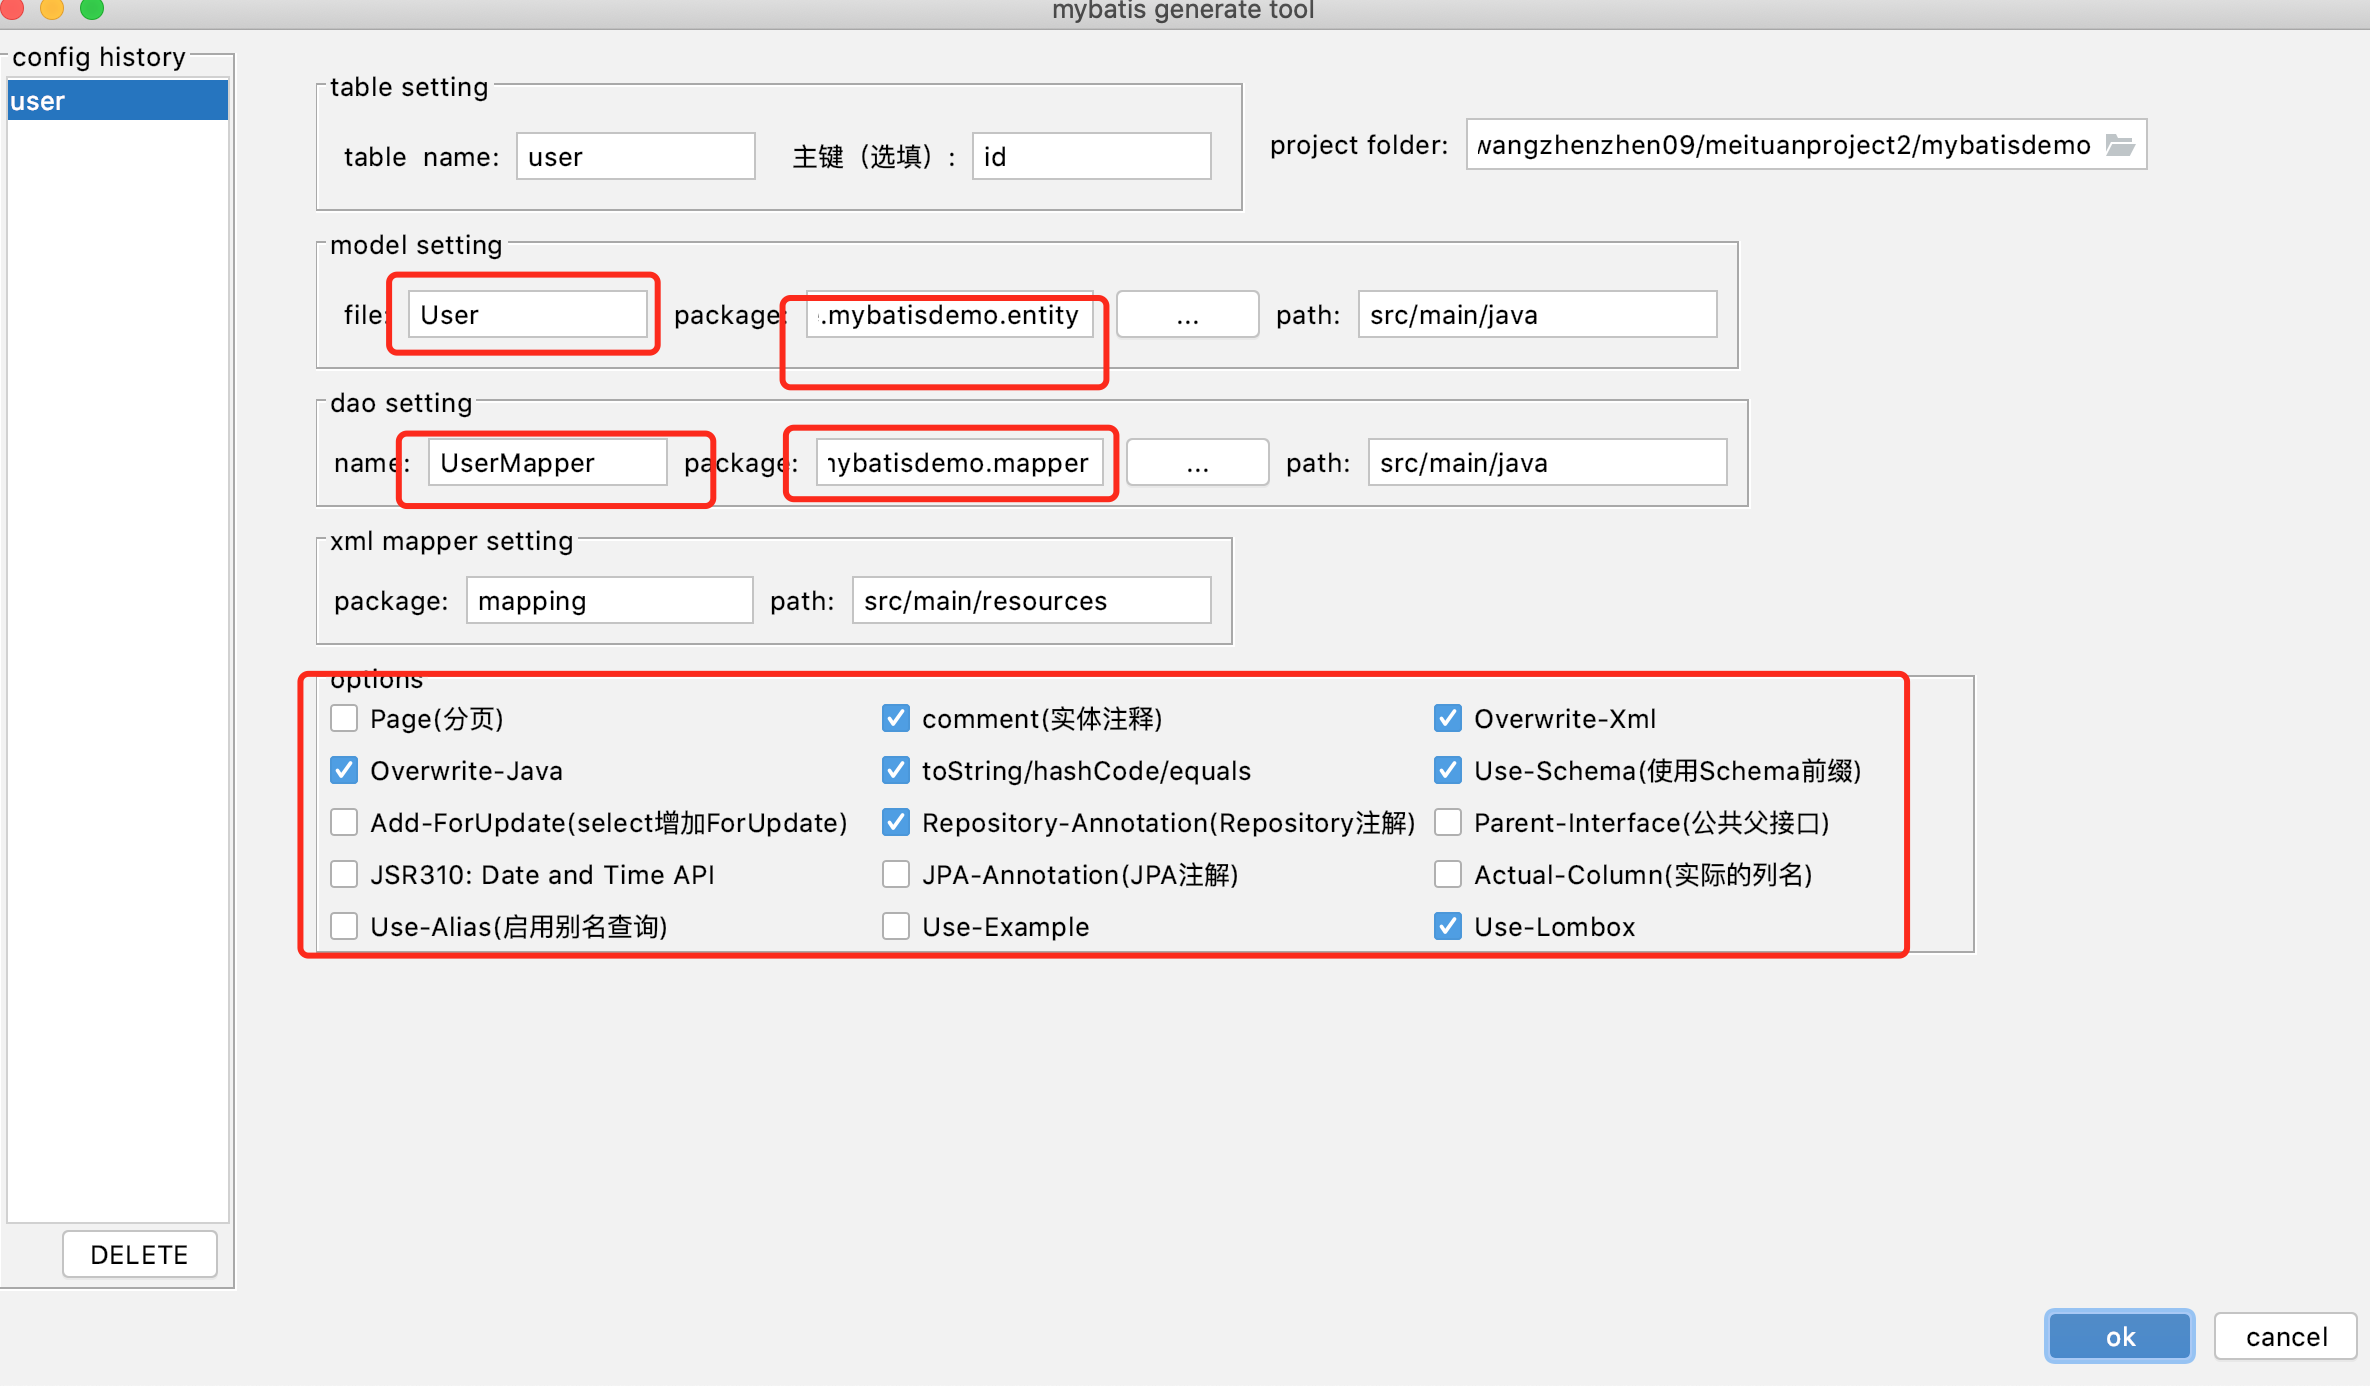 mybatis generate tool
config history
user
DELETE
table setting
table name: user 主键（选填）: id
project folder: wangzhenzhen09/meituanproject2/mybatisdemo
model setting
file: User package: .mybatisdemo.entity ... path: src/main/java
dao setting
name: UserMapper package: mybatisdemo.mapper ... path: src/main/java
xml mapper setting
package: mapping path: src/main/resources
options
Page(分页) comment(实体注释) Overwrite-Xml
Overwrite-Java toString/hashCode/equals Use-Schema(使用Schema前缀)
Add-ForUpdate(select增加ForUpdate) Repository-Annotation(Repository注解) Parent-Interface(公共父接口)
JSR310: Date and Time API JPA-Annotation(JPA注解) Actual-Column(实际的列名)
Use-Alias(启用别名查询) Use-Example Use-Lombox
ok cancel